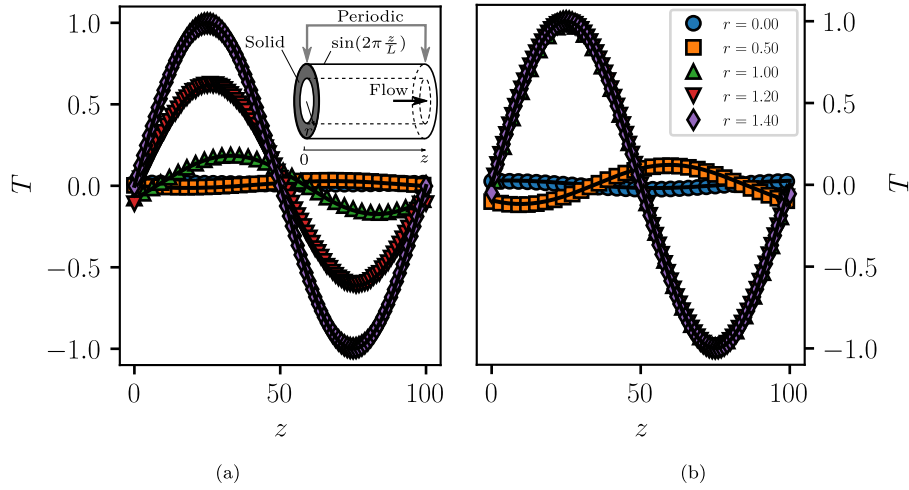 1.0
0.5
0.0
−0.5
−1.0
T
0
50
100
z
(a)
Periodic
Solid
sin(2π z/L)
Flow
r
0
z
r = 0.00
r = 0.50
r = 1.00
r = 1.20
r = 1.40
1.0
0.5
0.0
−0.5
−1.0
T
0
50
100
z
(b)